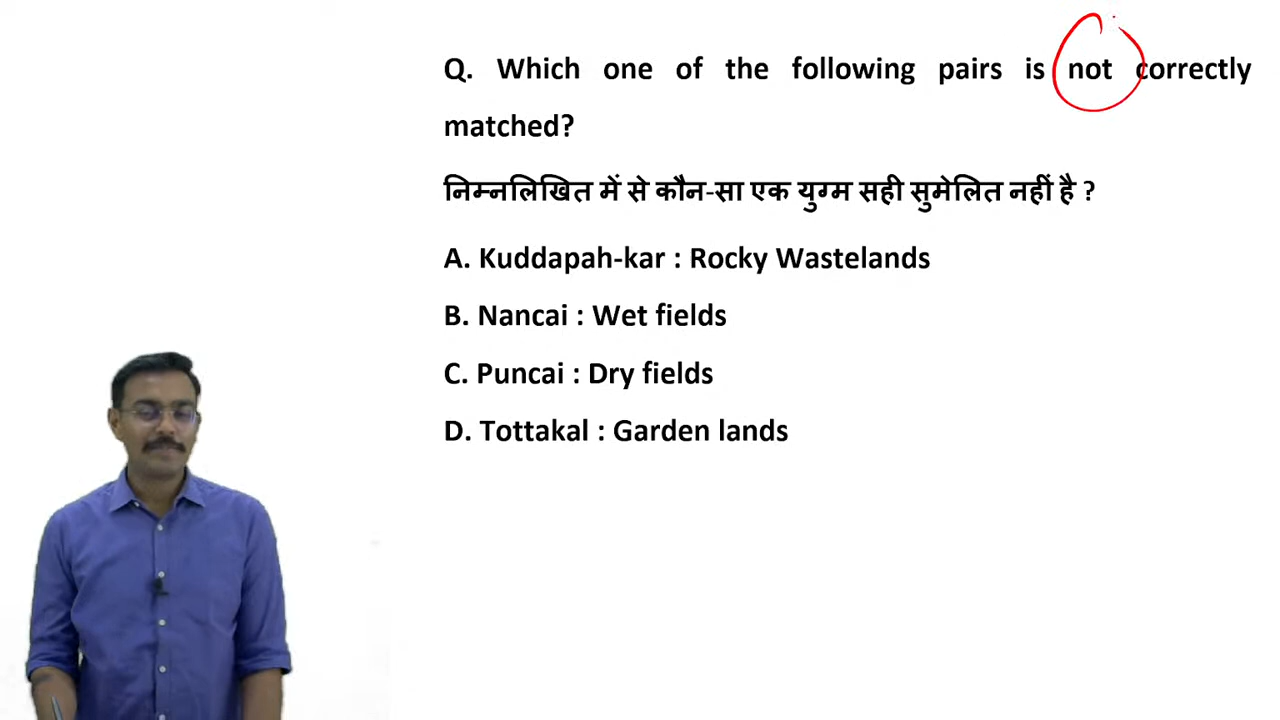 Q. Which one of the following pairs is not correctly
matched?
निम्नलिखित में से कौन-सा एक युग्म सही सुमेलित नहीं है ?
A. Kuddapah-kar : Rocky Wastelands
B. Nancai : Wet fields
C. Puncai : Dry fields
D. Tottakal : Garden lands